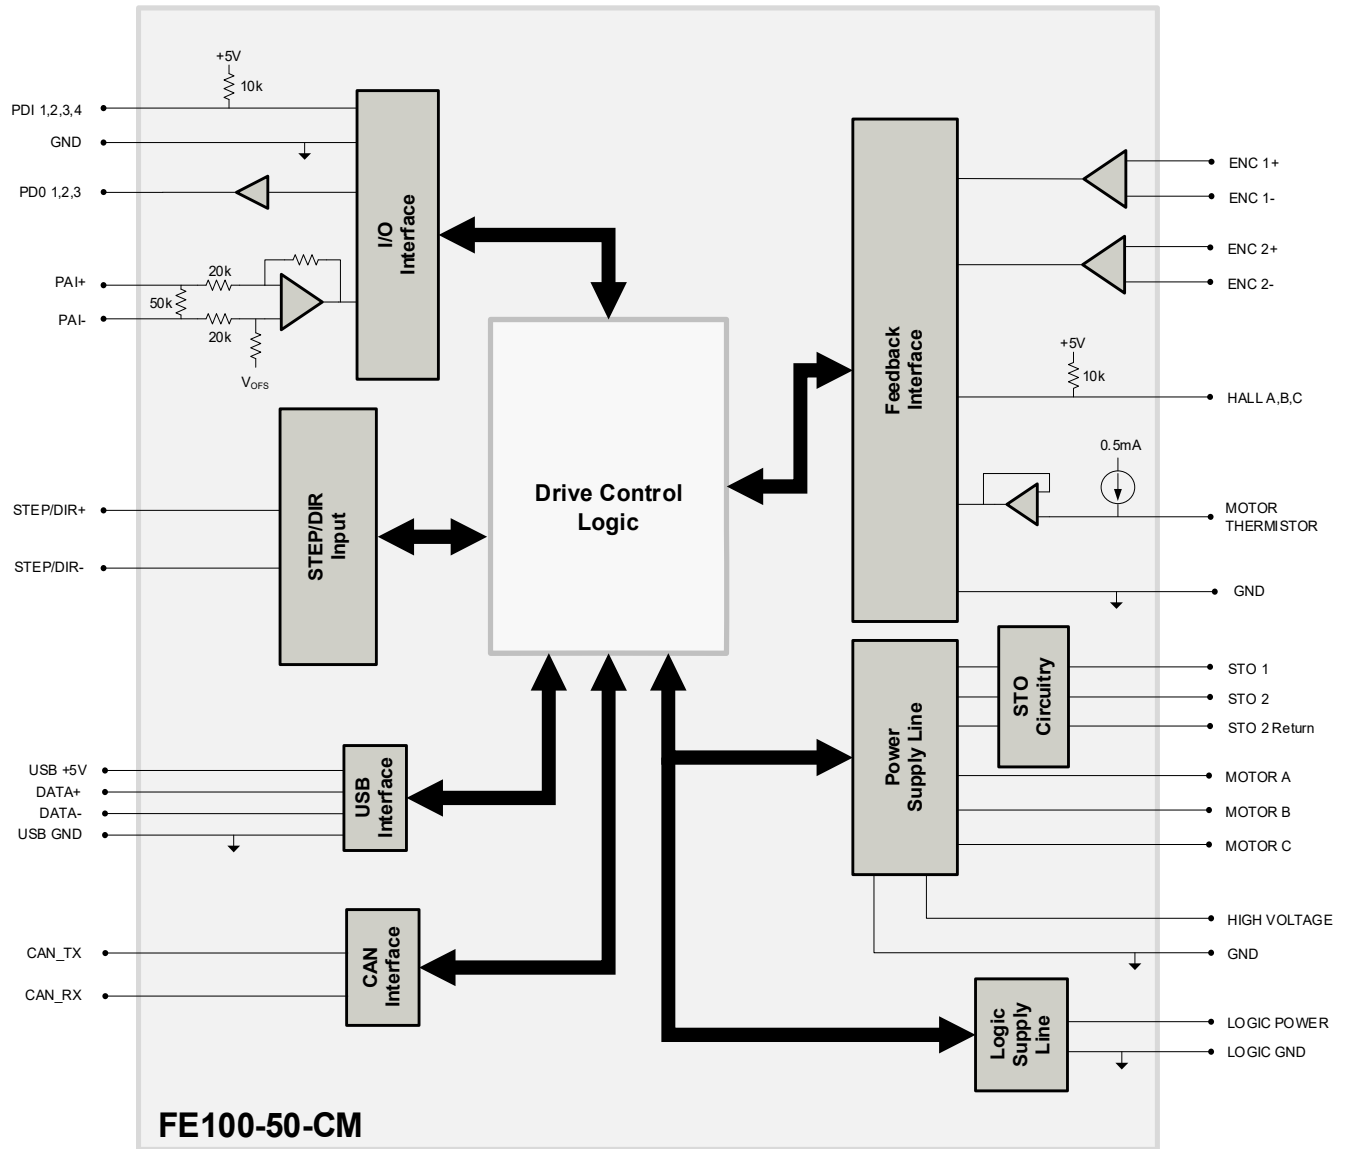 +5V
10k
PDI 1,2,3,4
GND
PD0 1,2,3
I/O
Interface
PAI+
20k
50k
PAI-
20k
VOFS
STEP/DIR+
STEP/DIR-
STEP/DIR
Input
Drive Control
Logic
Feedback
Interface
ENC 1+
ENC 1-
ENC 2+
ENC 2-
+5V
10k
HALL A,B,C
0.5mA
MOTOR
THERMISTOR
GND
STO
Circuitry
STO 1
STO 2
STO 2 Return
Power
Supply Line
MOTOR A
MOTOR B
MOTOR C
HIGH VOLTAGE
GND
USB +5V
DATA+
DATA-
USB GND
USB
Interface
CAN_TX
CAN_RX
CAN
Interface
Logic
Supply
Line
LOGIC POWER
LOGIC GND
FE100-50-CM